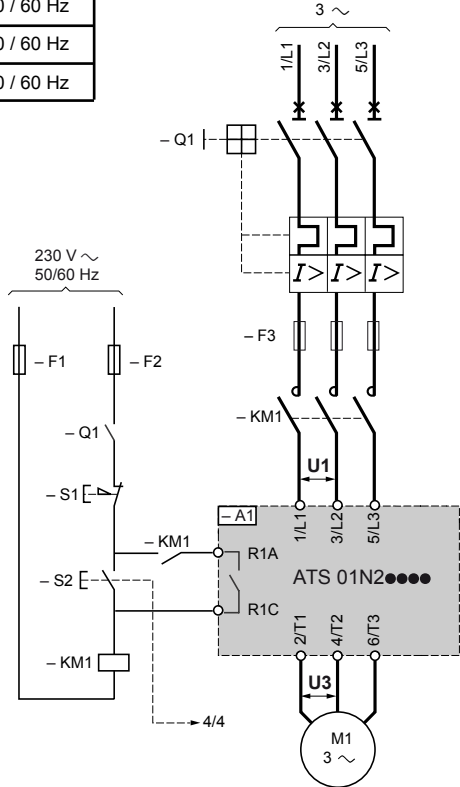 0 / 60 Hz
0 / 60 Hz
0 / 60 Hz
3 ~
1/L1
3/L2
5/L3
– Q1
I>
I>
I>
230 V ~
50/60 Hz
– F1
– F2
– F3
– Q1
– KM1
U1
– S1
– A1
1/L1
3/L2
5/L3
– KM1
R1A
ATS 01N2●●●●
– S2
R1C
2/T1
4/T2
6/T3
– KM1
U3
4/4
M1
3 ~